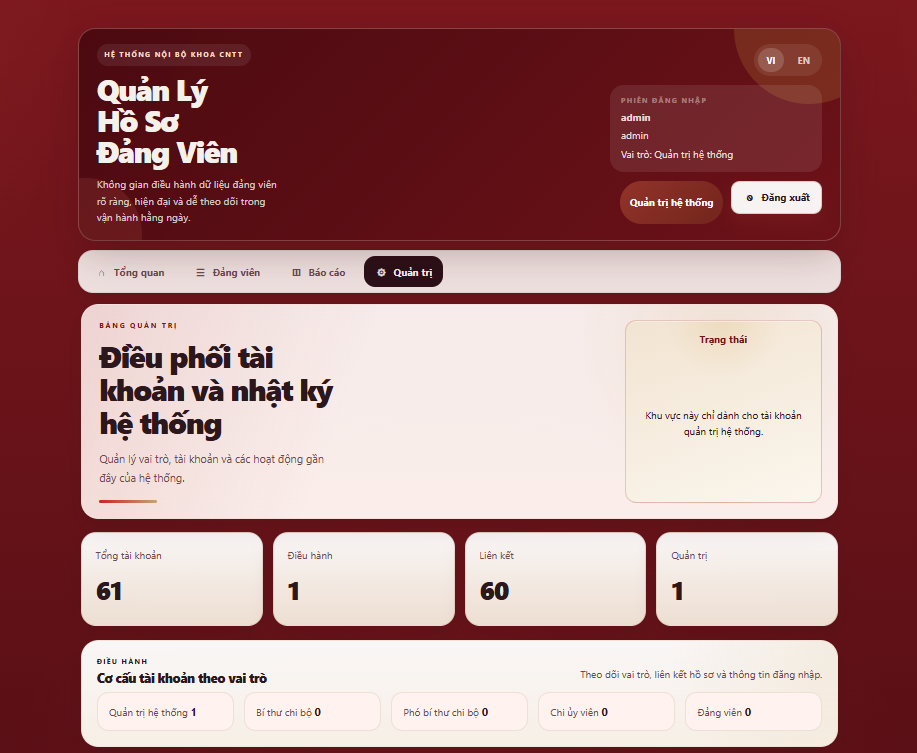 HỆ THỐNG NỘI BỘ KHOA CNTT
Quản Lý
Hồ Sơ
Đảng Viên
Không gian điều hành dữ liệu đảng viên
rõ ràng, hiện đại và dễ theo dõi trong
vận hành hằng ngày.
VI EN
PHIÊN ĐĂNG NHẬP
admin
admin
Vai trò: Quản trị hệ thống
Quản trị hệ thống
Đăng xuất
Tổng quan
Đảng viên
Báo cáo
Quản trị
BẢNG QUẢN TRỊ
Điều phối tài
khoản và nhật ký
hệ thống
Quản lý vai trò, tài khoản và các hoạt động gần
đây của hệ thống.
Trạng thái
Khu vực này chỉ dành cho tài khoản
quản trị hệ thống.
Tổng tài khoản
61
Điều hành
1
Liên kết
60
Quản trị
1
ĐIỀU HÀNH
Cơ cấu tài khoản theo vai trò
Theo dõi vai trò, liên kết hồ sơ và thông tin đăng nhập.
Quản trị hệ thống 1
Bí thư chi bộ 0
Phó bí thư chi bộ 0
Chi ủy viên 0
Đảng viên 0